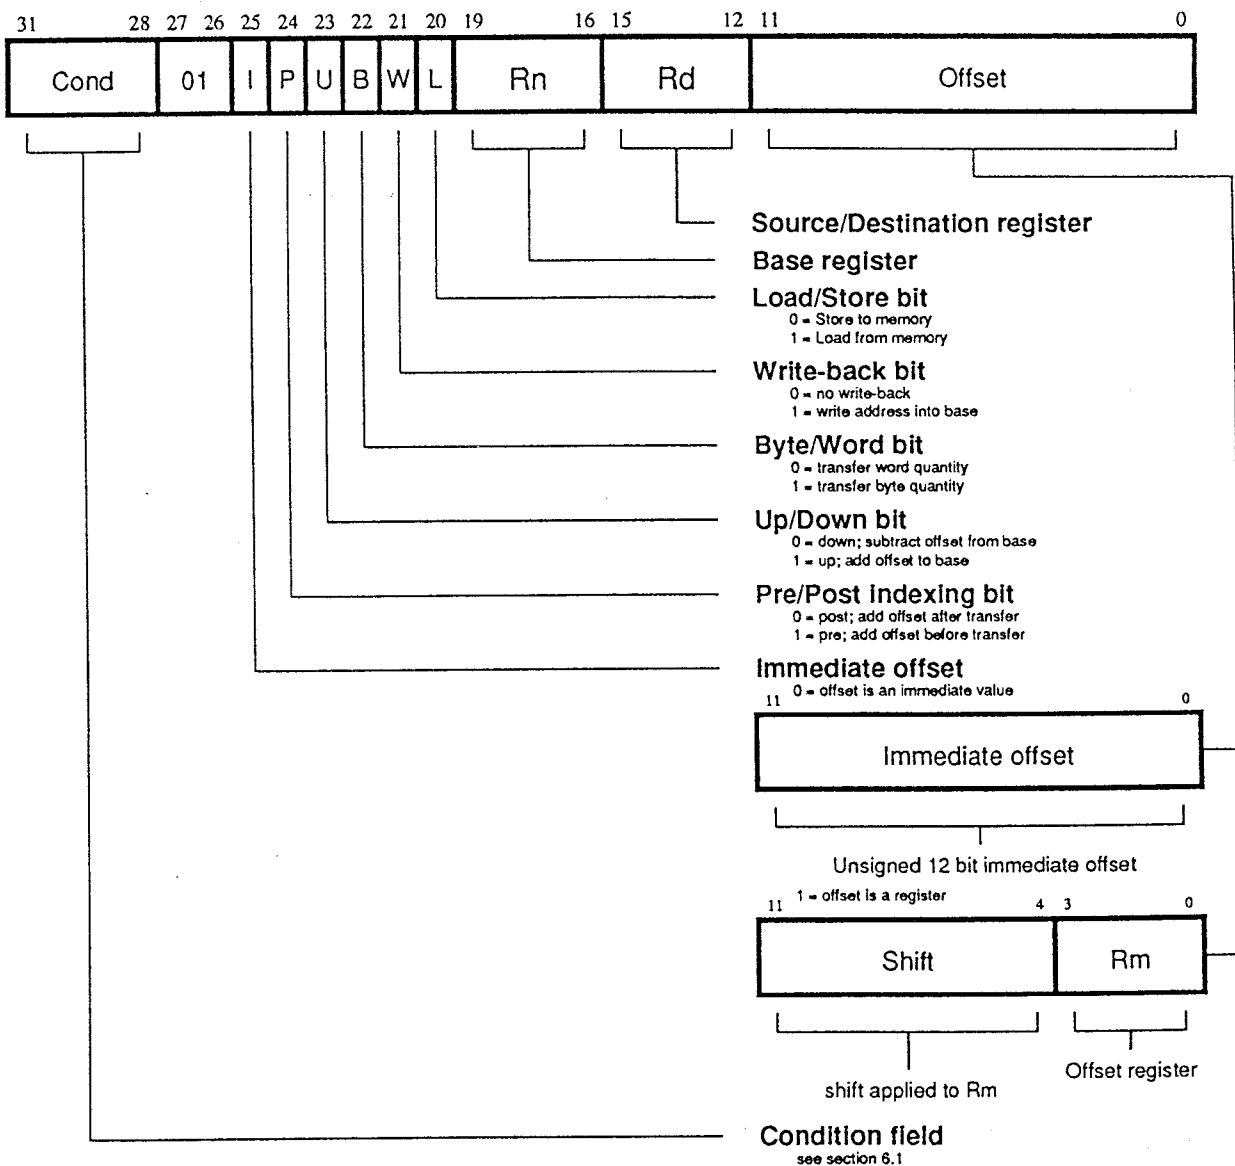 31 28 27 26 25 24 23 22 21 20 19 16 15 12 11 0
Cond 01 I P U B W L Rn Rd Offset
Source/Destination register
Base register
Load/Store bit
0 = Store to memory
1 = Load from memory
Write-back bit
0 = no write-back
1 = write address into base
Byte/Word bit
0 = transfer word quantity
1 = transfer byte quantity
Up/Down bit
0 = down; subtract offset from base
1 = up; add offset to base
Pre/Post indexing bit
0 = post; add offset after transfer
1 = pre; add offset before transfer
Immediate offset
0 = offset is an immediate value
11 0
Immediate offset
Unsigned 12 bit immediate offset
1 = offset is a register
11 4 3 0
Shift Rm
shift applied to Rm
Offset register
Condition field
see section 6.1